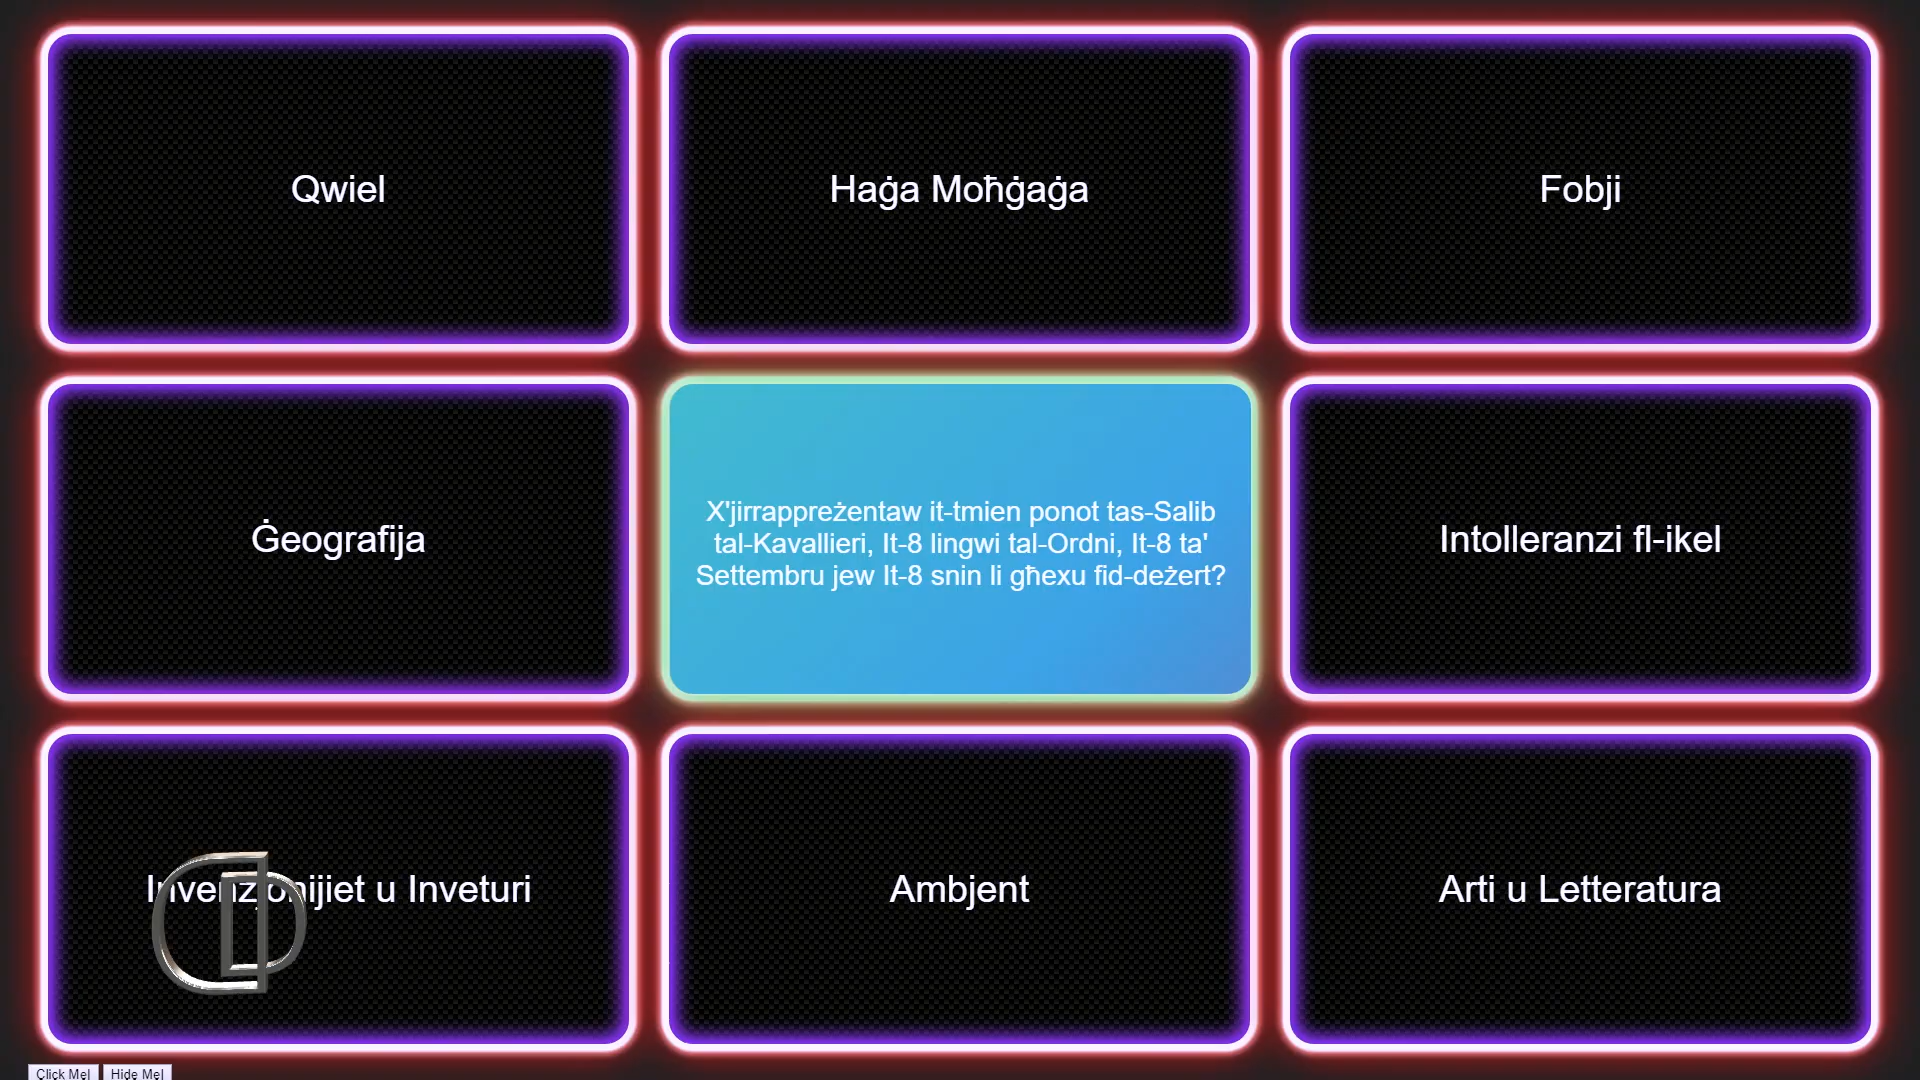 Qwiel
Haġa Moħġaġa
Fobji
Ġeografija
X'jirrappreżentaw it-tmien ponot tas-Salib
tal-Kavallieri, It-8 lingwi tal-Ordni, It-8 ta'
Settembru jew It-8 snin li għexu fid-deżert?
Intolleranzi fl-ikel
Invenzjonijiet u Inveturi
Ambjent
Arti u Letteratura
Click Me!
Hide Me!